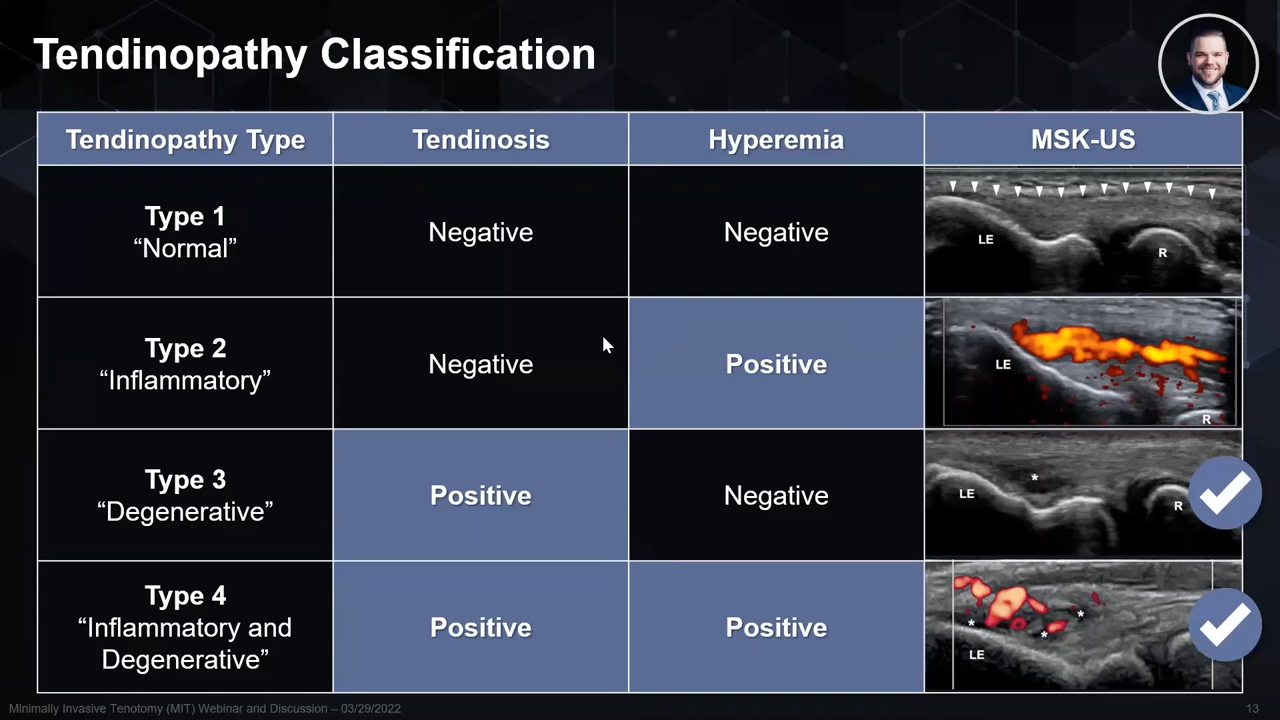 Tendinopathy Classification
Tendinopathy Type
Tendinosis
Hyperemia
MSK-US
Type 1
“Normal”
Negative
Negative
LE
R
Type 2
“Inflammatory”
Negative
Positive
LE
R
Type 3
“Degenerative”
Positive
Negative
*
LE
R
Type 4
“Inflammatory and
Degenerative”
Positive
Positive
*
*
*
LE
Minimally Invasive Tenotomy (MIT) Webinar and Discussion – 03/29/2022
13